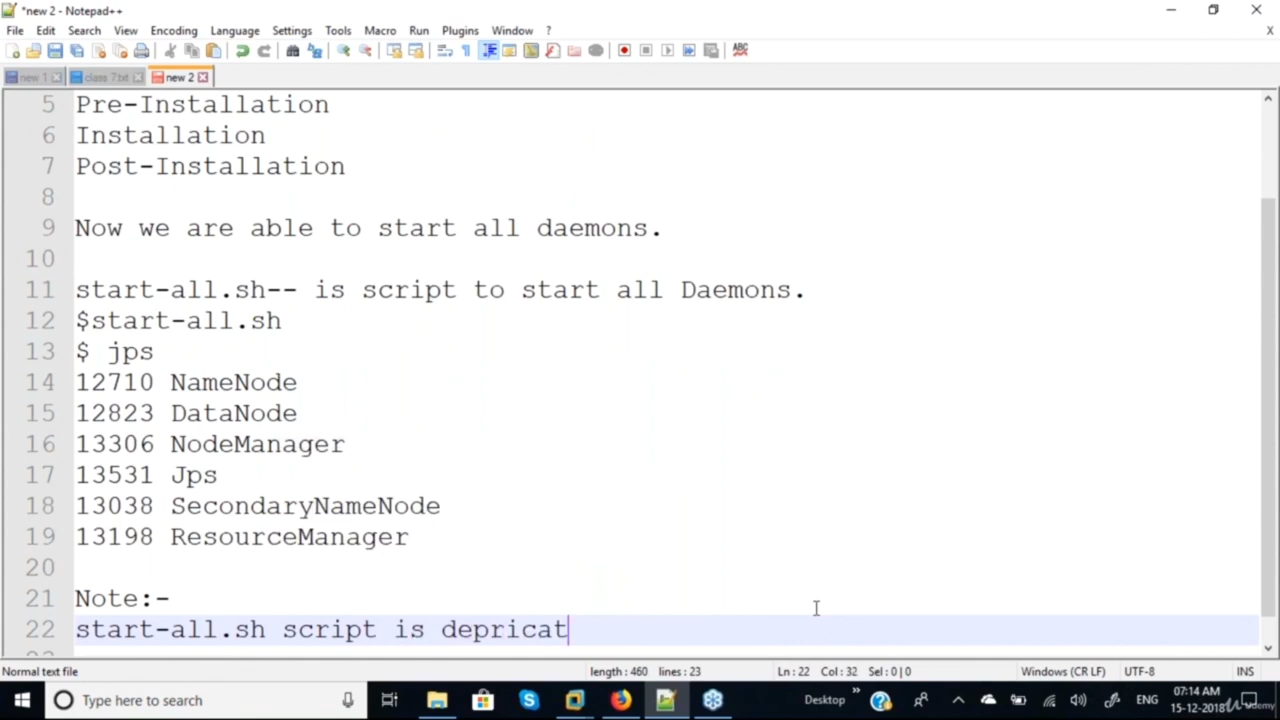 *new 2 - Notepad++
File Edit Search View Encoding Language Settings Tools Macro Run Plugins Window ? X
new 1 class 7.txt new 2
5 Pre-Installation
6 Installation
7 Post-Installation
8
9 Now we are able to start all daemons.
10
11 start-all.sh-- is script to start all Daemons.
12 $start-all.sh
13 $ jps
14 12710 NameNode
15 12823 DataNode
16 13306 NodeManager
17 13531 Jps
18 13038 SecondaryNameNode
19 13198 ResourceManager
20
21 Note:-
22 start-all.sh script is depricat
Normal text file length : 460 lines : 23 Ln : 22 Col : 32 Sel : 0 | 0 Windows (CR LF) UTF-8 INS
Type here to search Desktop ENG 07:14 AM
15-12-2018